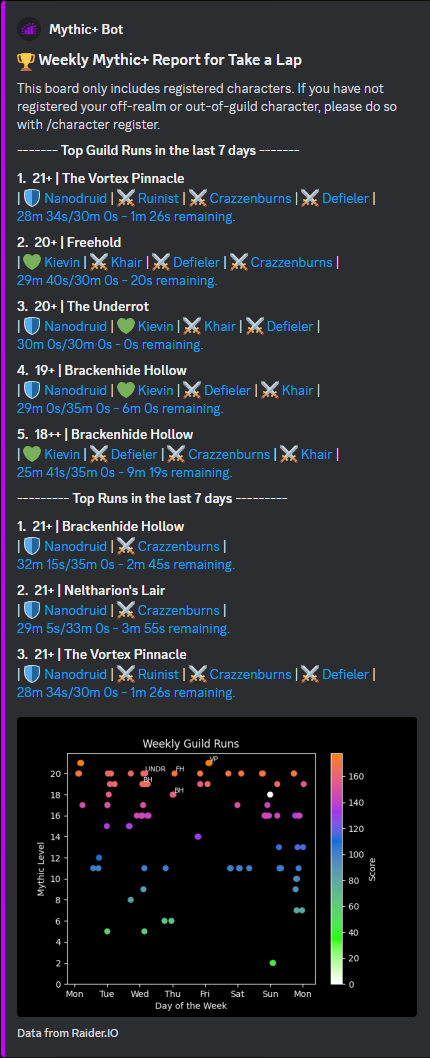 Mythic+ Bot
🏆 Weekly Mythic+ Report for Take a Lap
This board only includes registered characters. If you have not
registered your off-realm or out-of-guild character, please do so
with /character register.
------- Top Guild Runs in the last 7 days -------
1. 21+ | The Vortex Pinnacle
| 🛡️ Nanodruid | ⚔️ Ruinist | ⚔️ Crazzenburns | ⚔️ Defieler |
28m 34s/30m 0s - 1m 26s remaining.
2. 20+ | Freehold
| 💚 Kievin | ⚔️ Khair | ⚔️ Defieler | ⚔️ Crazzenburns |
29m 40s/30m 0s - 20s remaining.
3. 20+ | The Underrot
| 🛡️ Nanodruid | 💚 Kievin | ⚔️ Khair | ⚔️ Defieler |
30m 0s/30m 0s - 0s remaining.
4. 19+ | Brackenhide Hollow
| 🛡️ Nanodruid | 💚 Kievin | ⚔️ Defieler | ⚔️ Khair |
29m 0s/35m 0s - 6m 0s remaining.
5. 18++ | Brackenhide Hollow
| 💚 Kievin | ⚔️ Defieler | ⚔️ Crazzenburns | ⚔️ Khair |
25m 41s/35m 0s - 9m 19s remaining.
--------- Top Runs in the last 7 days ---------
1. 21+ | Brackenhide Hollow
| 🛡️ Nanodruid | ⚔️ Crazzenburns |
32m 15s/35m 0s - 2m 45s remaining.
2. 21+ | Neltharion's Lair
| 🛡️ Nanodruid | ⚔️ Crazzenburns |
29m 5s/33m 0s - 3m 55s remaining.
3. 21+ | The Vortex Pinnacle
| 🛡️ Nanodruid | ⚔️ Ruinist | ⚔️ Crazzenburns | ⚔️ Defieler |
28m 34s/30m 0s - 1m 26s remaining.
Weekly Guild Runs
VP
UNDR
FH
BH
BH
20
18
16
14
12
10
8
6
4
2
0
Mythic Level
Mon Tue Wed Thu Fri Sat Sun Mon
Day of the Week
160
140
120
100
80
60
40
20
0
Score
Data from Raider.IO